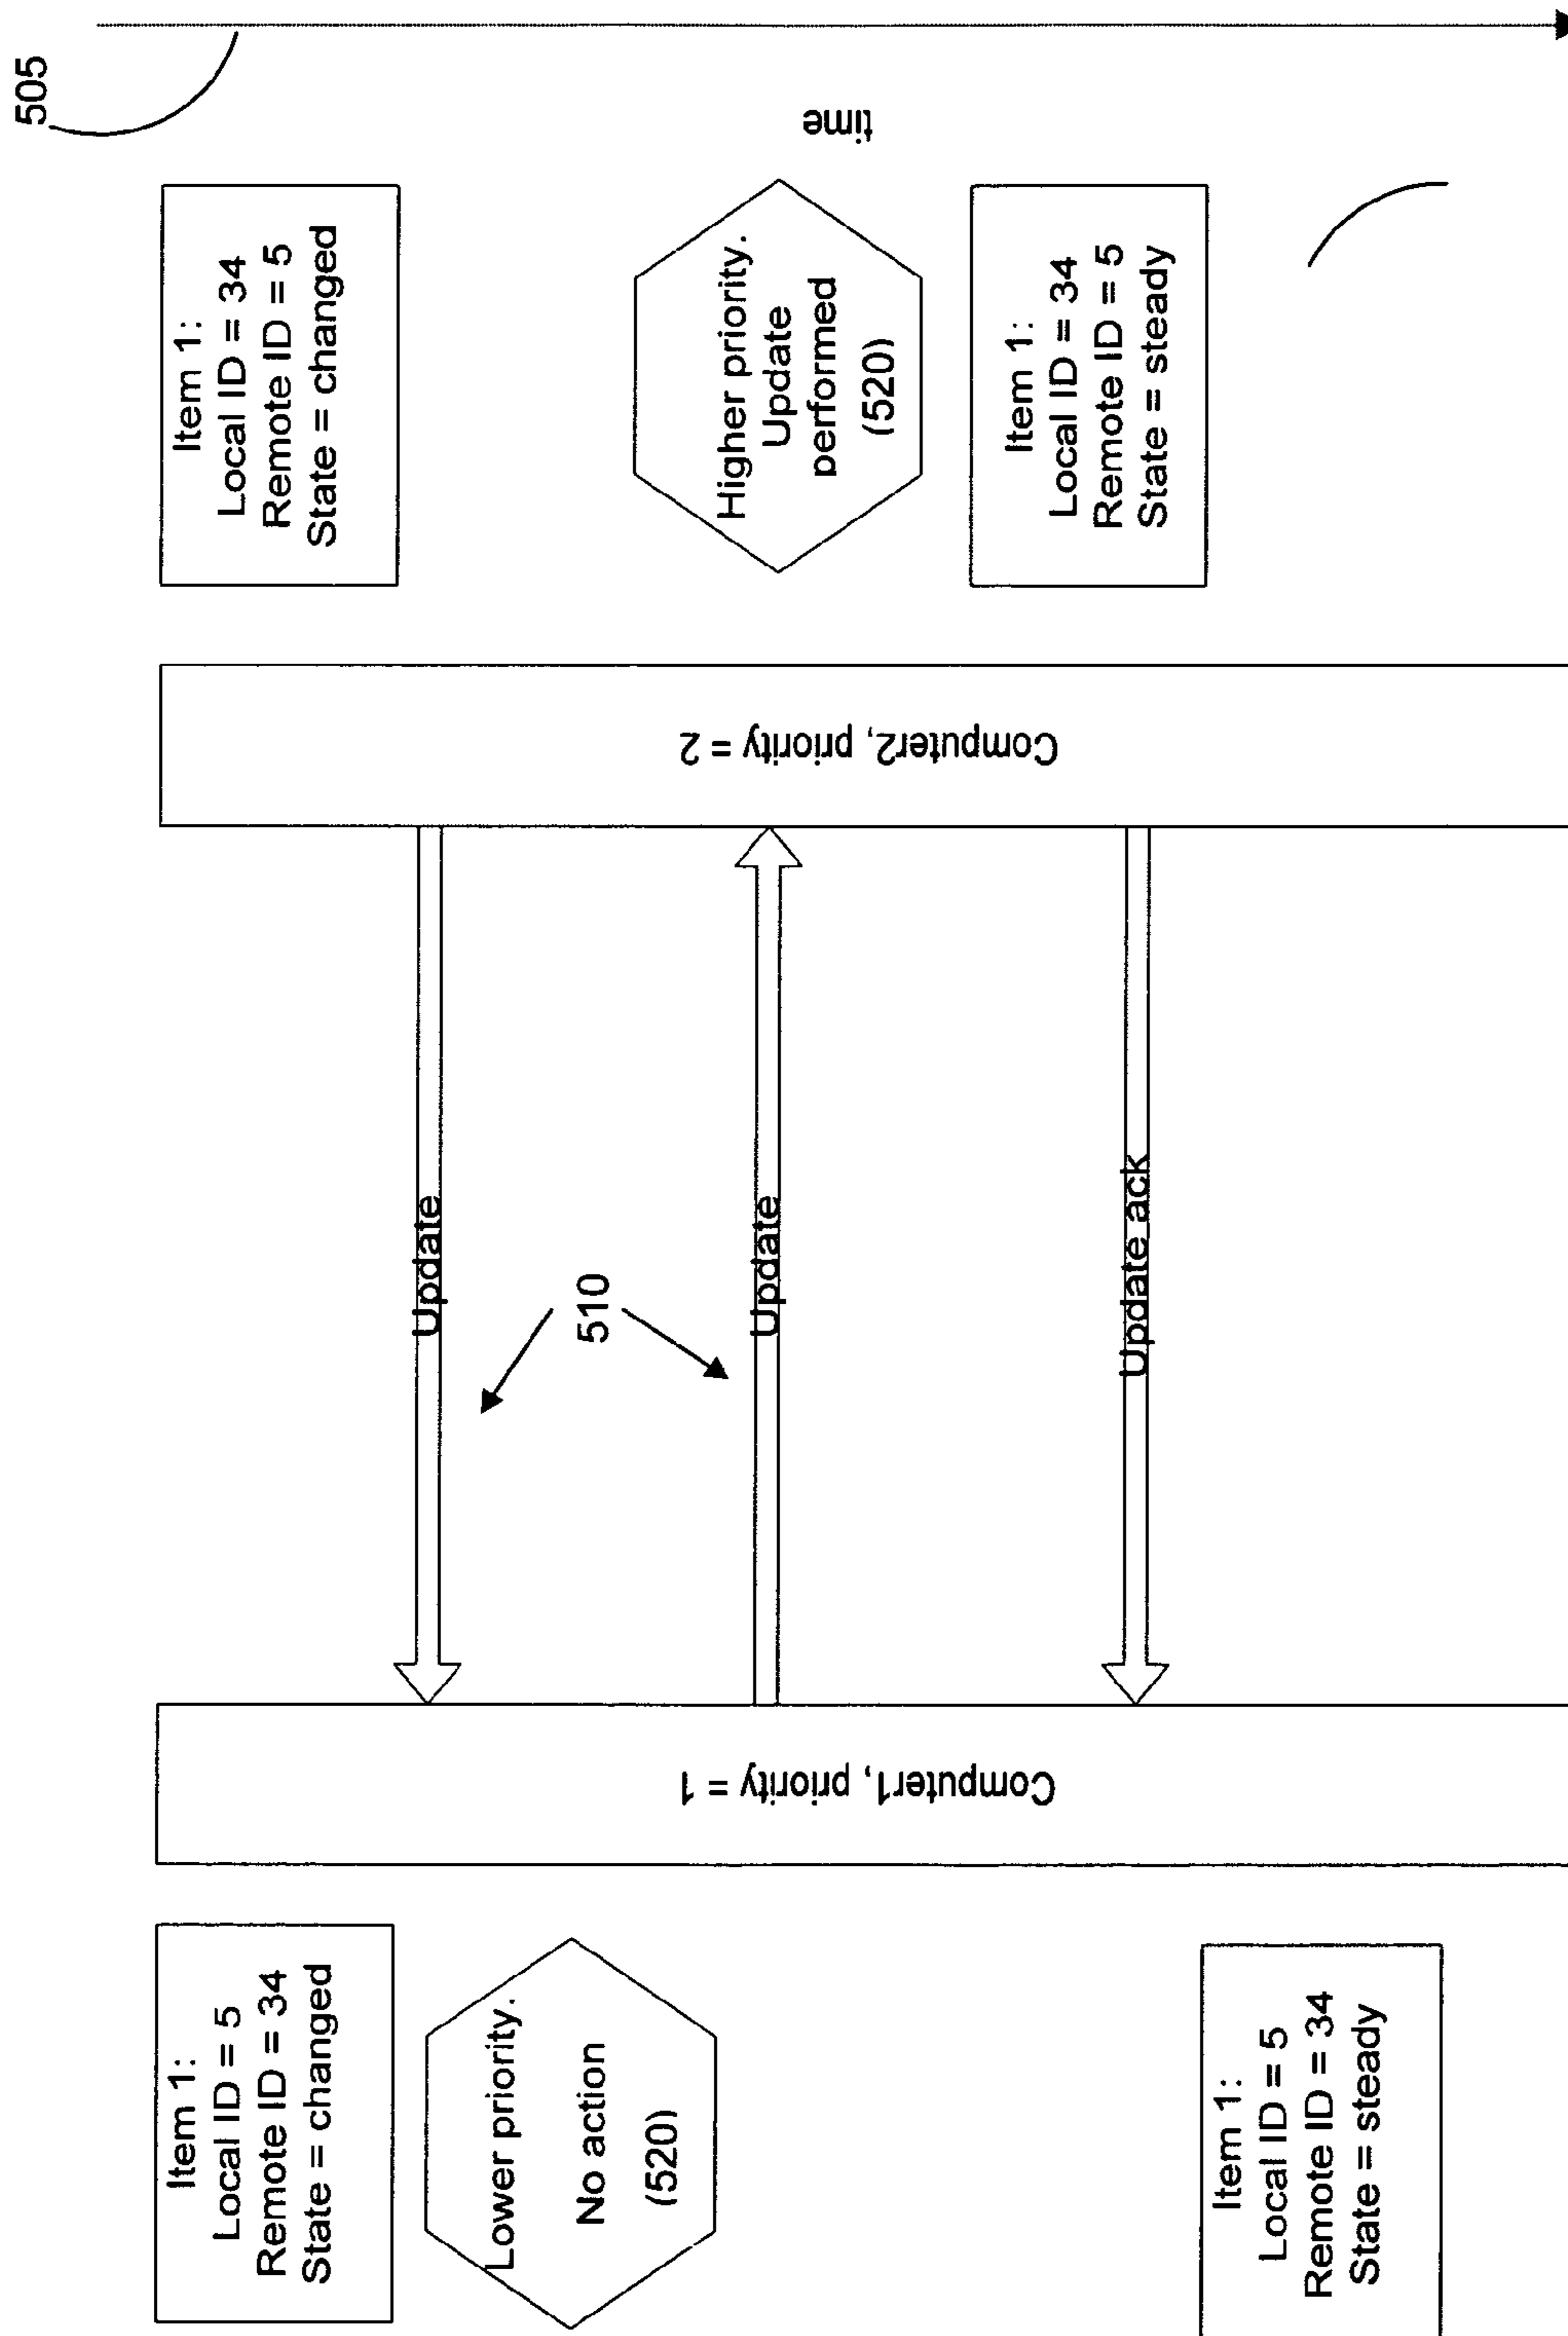 505
time
Item 1:
Local ID = 34
Remote ID = 5
State = changed
Higher priority.
Update
performed
(520)
Item 1:
Local ID = 34
Remote ID = 5
State = steady
Computer2, priority = 2
Update
510
Update
Update ack
Computer1, priority = 1
Item 1:
Local ID = 5
Remote ID = 34
State = changed
Lower priority.
No action
(520)
Item 1:
Local ID = 5
Remote ID = 34
State = steady